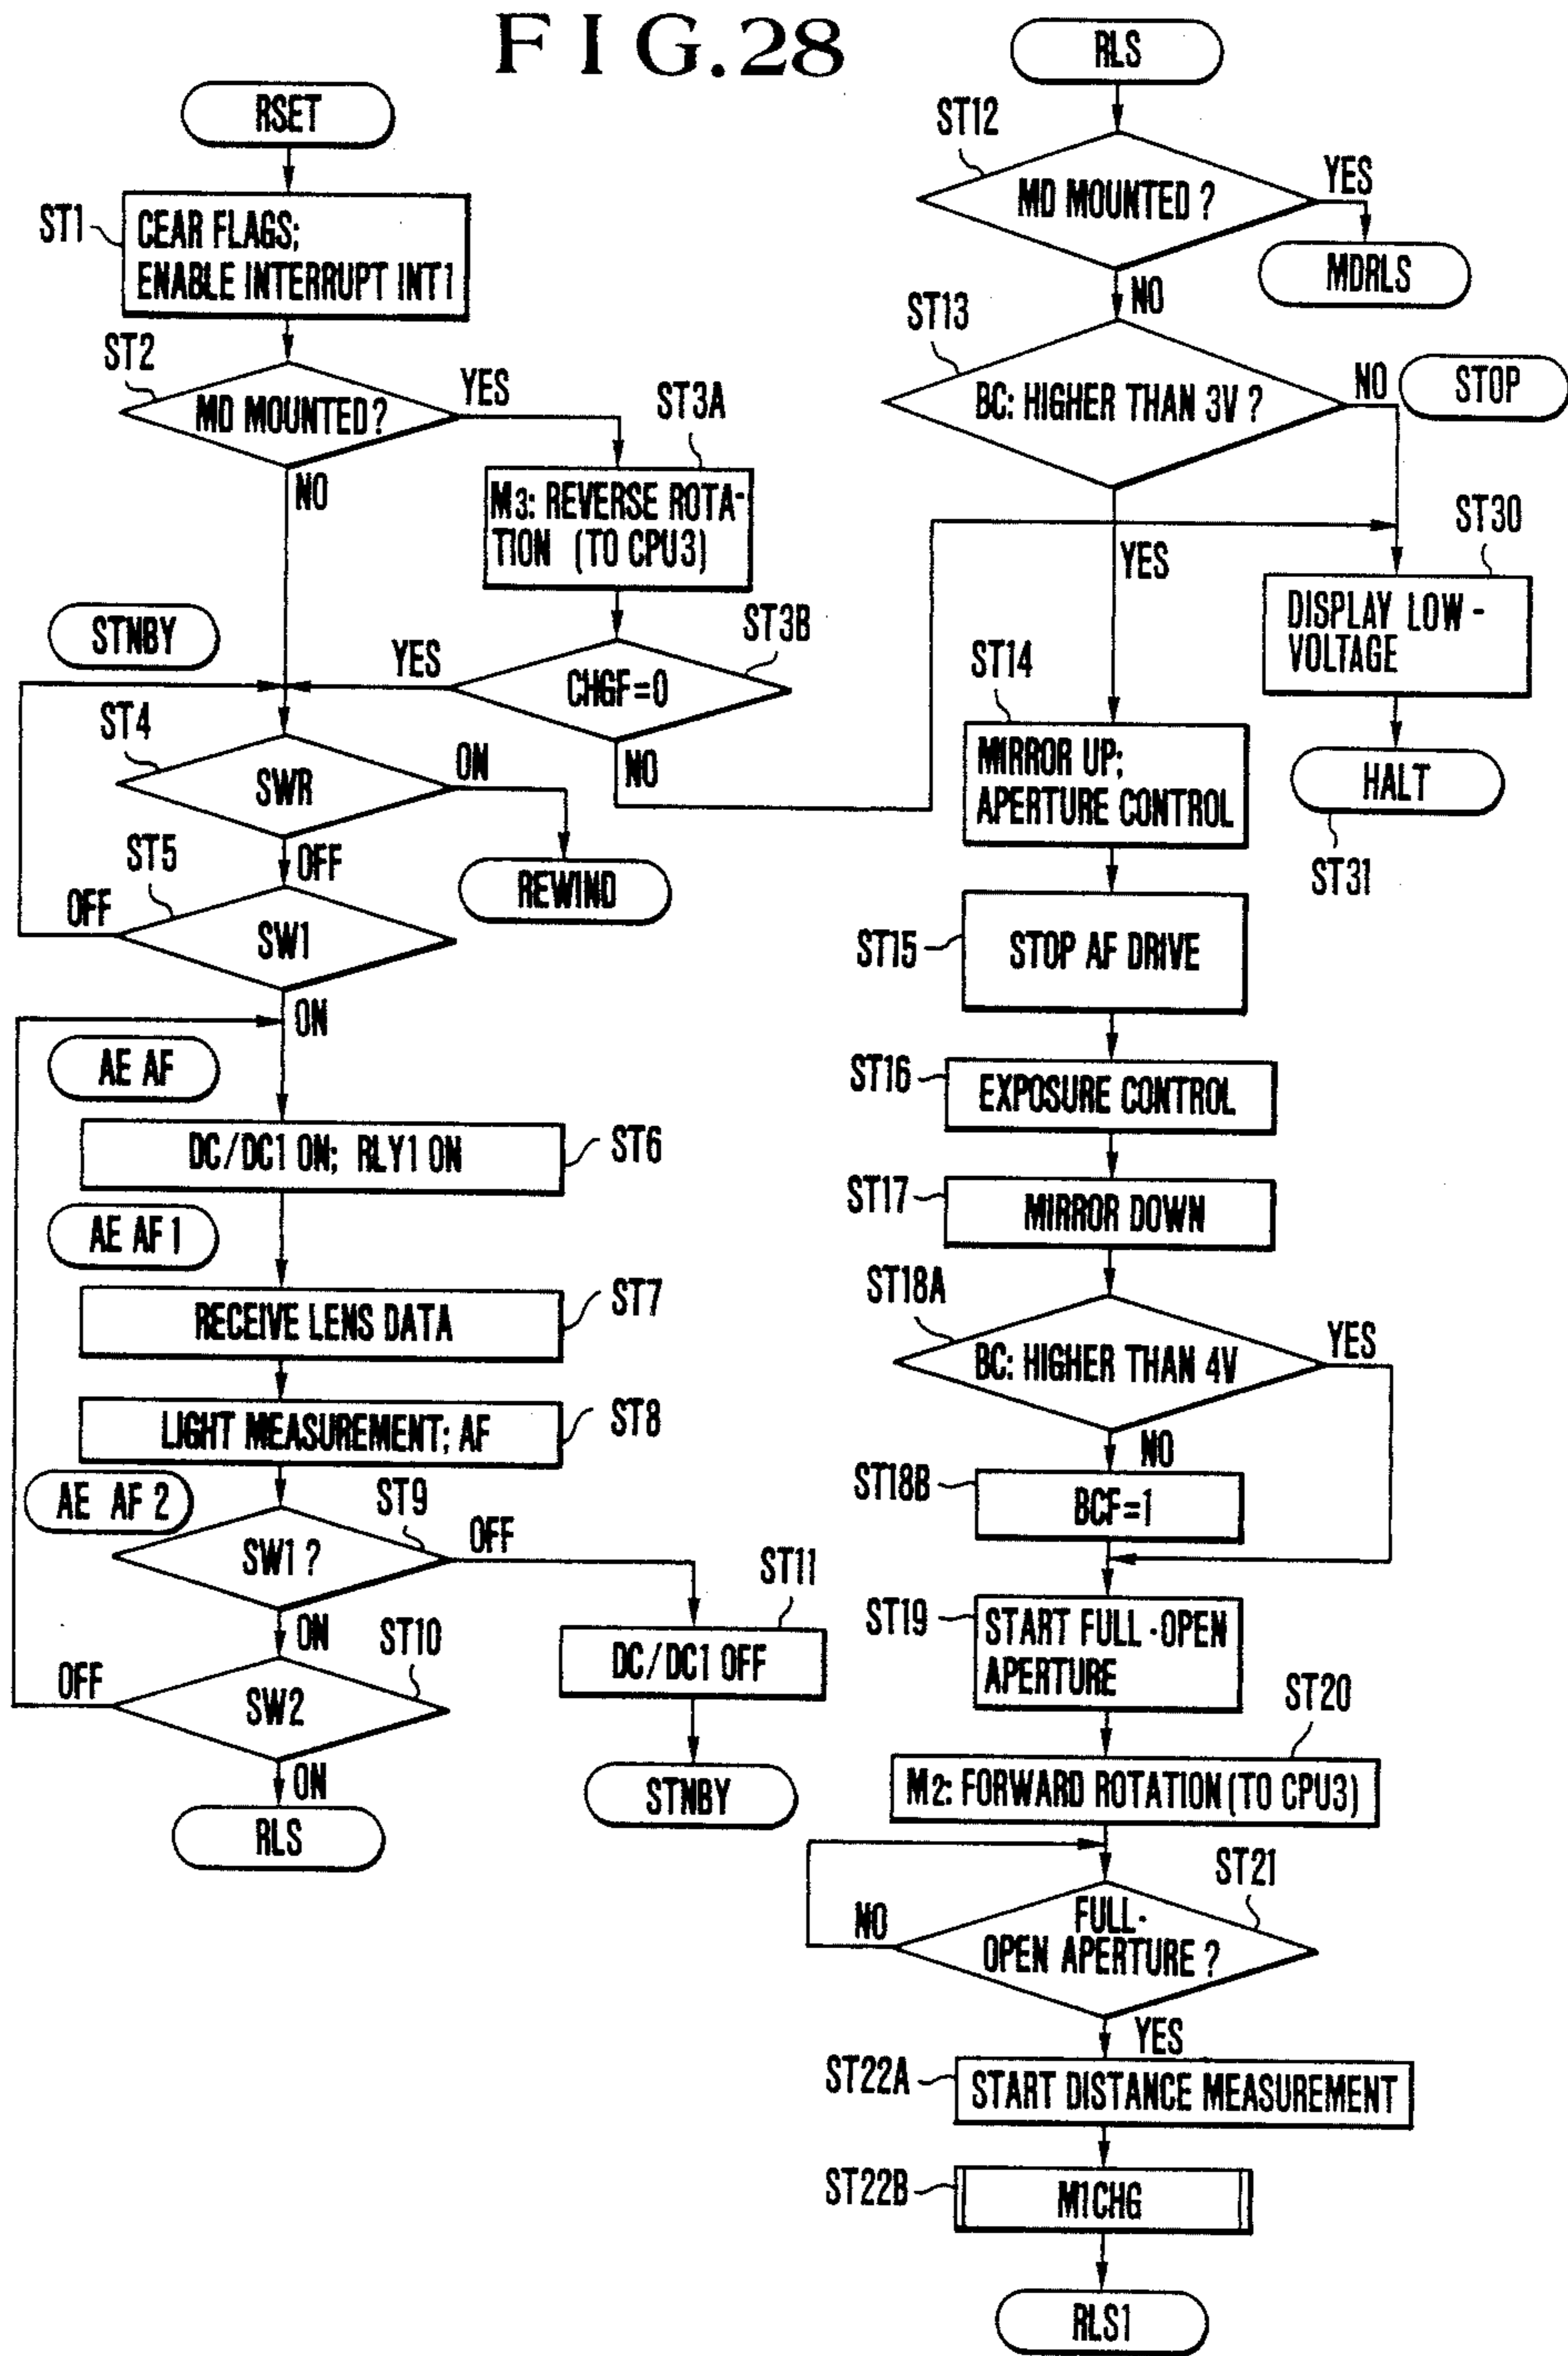 FIG.28
RSET
ST1
CEAR FLAGS;
ENABLE INTERRUPT INT1
ST2
MD MOUNTED?
YES
NO
ST3A
M3: REVERSE ROTA-
TION (TO CPU3)
STNBY
ST3B
YES
CHGF=0
NO
ST4
SWR
ON
OFF
REWIND
ST5
OFF
SW1
ON
AE AF
DC/DC1 ON; RLY1 ON
ST6
AE AF1
RECEIVE LENS DATA
ST7
LIGHT MEASUREMENT; AF
ST8
AE AF 2
ST9
SW1?
OFF
ON
ST11
DC/DC1 OFF
STNBY
ST10
OFF
SW2
ON
RLS
RLS
ST12
MD MOUNTED?
YES
MDRLS
NO
ST13
BC: HIGHER THAN 3V?
NO
STOP
YES
ST30
DISPLAY LOW-
VOLTAGE
HALT
ST31
ST14
MIRROR UP;
APERTURE CONTROL
ST15
STOP AF DRIVE
ST16
EXPOSURE CONTROL
ST17
MIRROR DOWN
ST18A
BC: HIGHER THAN 4V
YES
NO
ST18B
BCF=1
ST19
START FULL-OPEN
APERTURE
ST20
M2: FORWARD ROTATION (TO CPU3)
ST21
NO
FULL-
OPEN APERTURE?
YES
ST22A
START DISTANCE MEASUREMENT
ST22B
M1CHG
RLS1